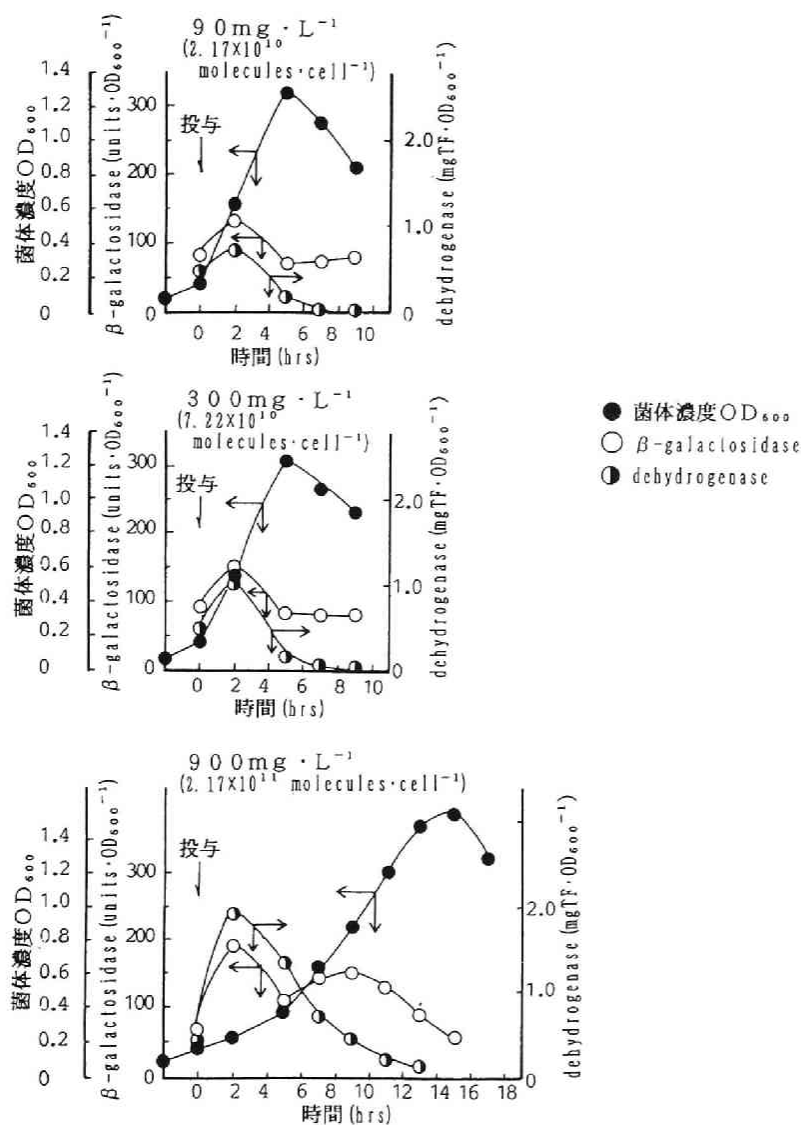 90mg・L⁻¹
(2.17×10¹⁰
molecules・cell⁻¹)
菌体濃度OD₆₀₀
1.4
1.2
1.0
0.8
0.6
0.4
0.2
0
β-galactosidase(units・OD₆₀₀⁻¹)
300
200
100
0
投与
2.0
1.0
0
dehydrogenase(mgTF・OD₆₀₀⁻¹)
0 2 4 6 8 10
時間(hrs)
300mg・L⁻¹
(7.22×10¹⁰
molecules・cell⁻¹)
菌体濃度OD₆₀₀
1.4
1.2
1.0
0.8
0.6
0.4
0.2
0
β-galactosidase(units・OD₆₀₀⁻¹)
300
200
100
0
投与
2.0
1.0
0
dehydrogenase(mgTF・OD₆₀₀⁻¹)
0 2 4 6 8 10
時間(hrs)
● 菌体濃度OD₆₀₀
○ β-galactosidase
◑ dehydrogenase
900mg・L⁻¹
(2.17×10¹¹ molecules・cell⁻¹)
菌体濃度OD₆₀₀
1.4
1.2
1.0
0.8
0.6
0.4
0.2
0
β-galactosidase(units・OD₆₀₀⁻¹)
300
200
100
0
投与
2.0
1.0
0
dehydrogenase(mgTF・OD₆₀₀⁻¹)
0 2 4 6 8 10 12 14 16 18
時間(hrs)